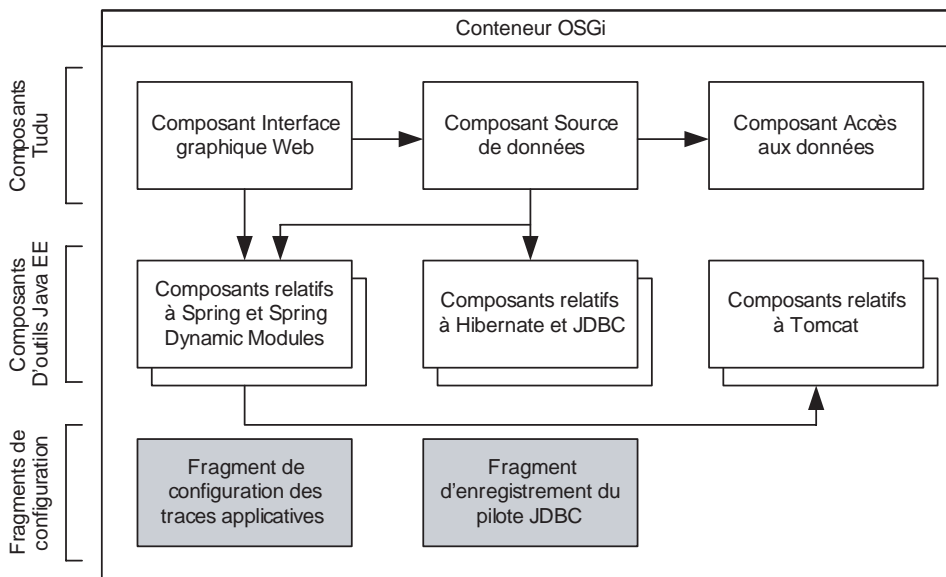 Conteneur OSGi
Composants
Tudu
Composant Interface
graphique Web
Composant Source
de données
Composant Accès
aux données
Composants
D'outils Java EE
Composants relatifs
à Spring et Spring
Dynamic Modules
Composants relatifs
à Hibernate et JDBC
Composants relatifs
à Tomcat
Fragments de
configuration
Fragment de
configuration des
traces applicatives
Fragment
d'enregistrement du
pilote JDBC